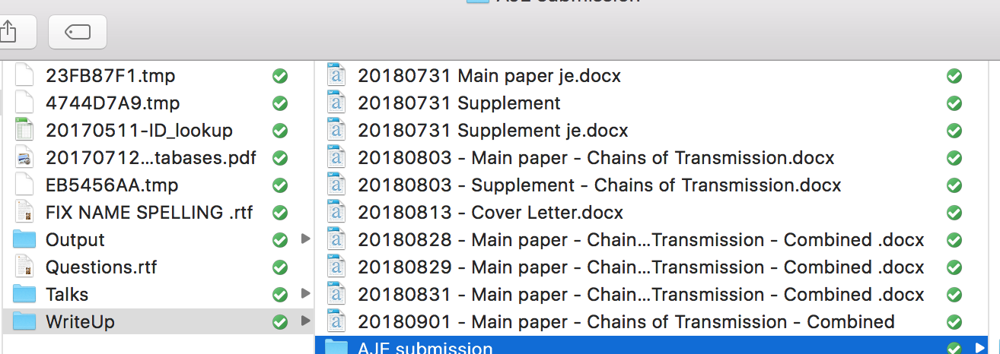 AJE submission
23FB87F1.tmp
4744D7A9.tmp
20170511-ID_lookup
20170712...tabases.pdf
EB5456AA.tmp
FIX NAME SPELLING .rtf
Output
Questions.rtf
Talks
WriteUp
20180731 Main paper je.docx
20180731 Supplement
20180731 Supplement je.docx
20180803 - Main paper - Chains of Transmission.docx
20180803 - Supplement - Chains of Transmission.docx
20180813 - Cover Letter.docx
20180828 - Main paper - Chain...Transmission - Combined .docx
20180829 - Main paper - Chain...Transmission - Combined .docx
20180831 - Main paper - Chain...Transmission - Combined .docx
20180901 - Main paper - Chains of Transmission - Combined
AJE submission